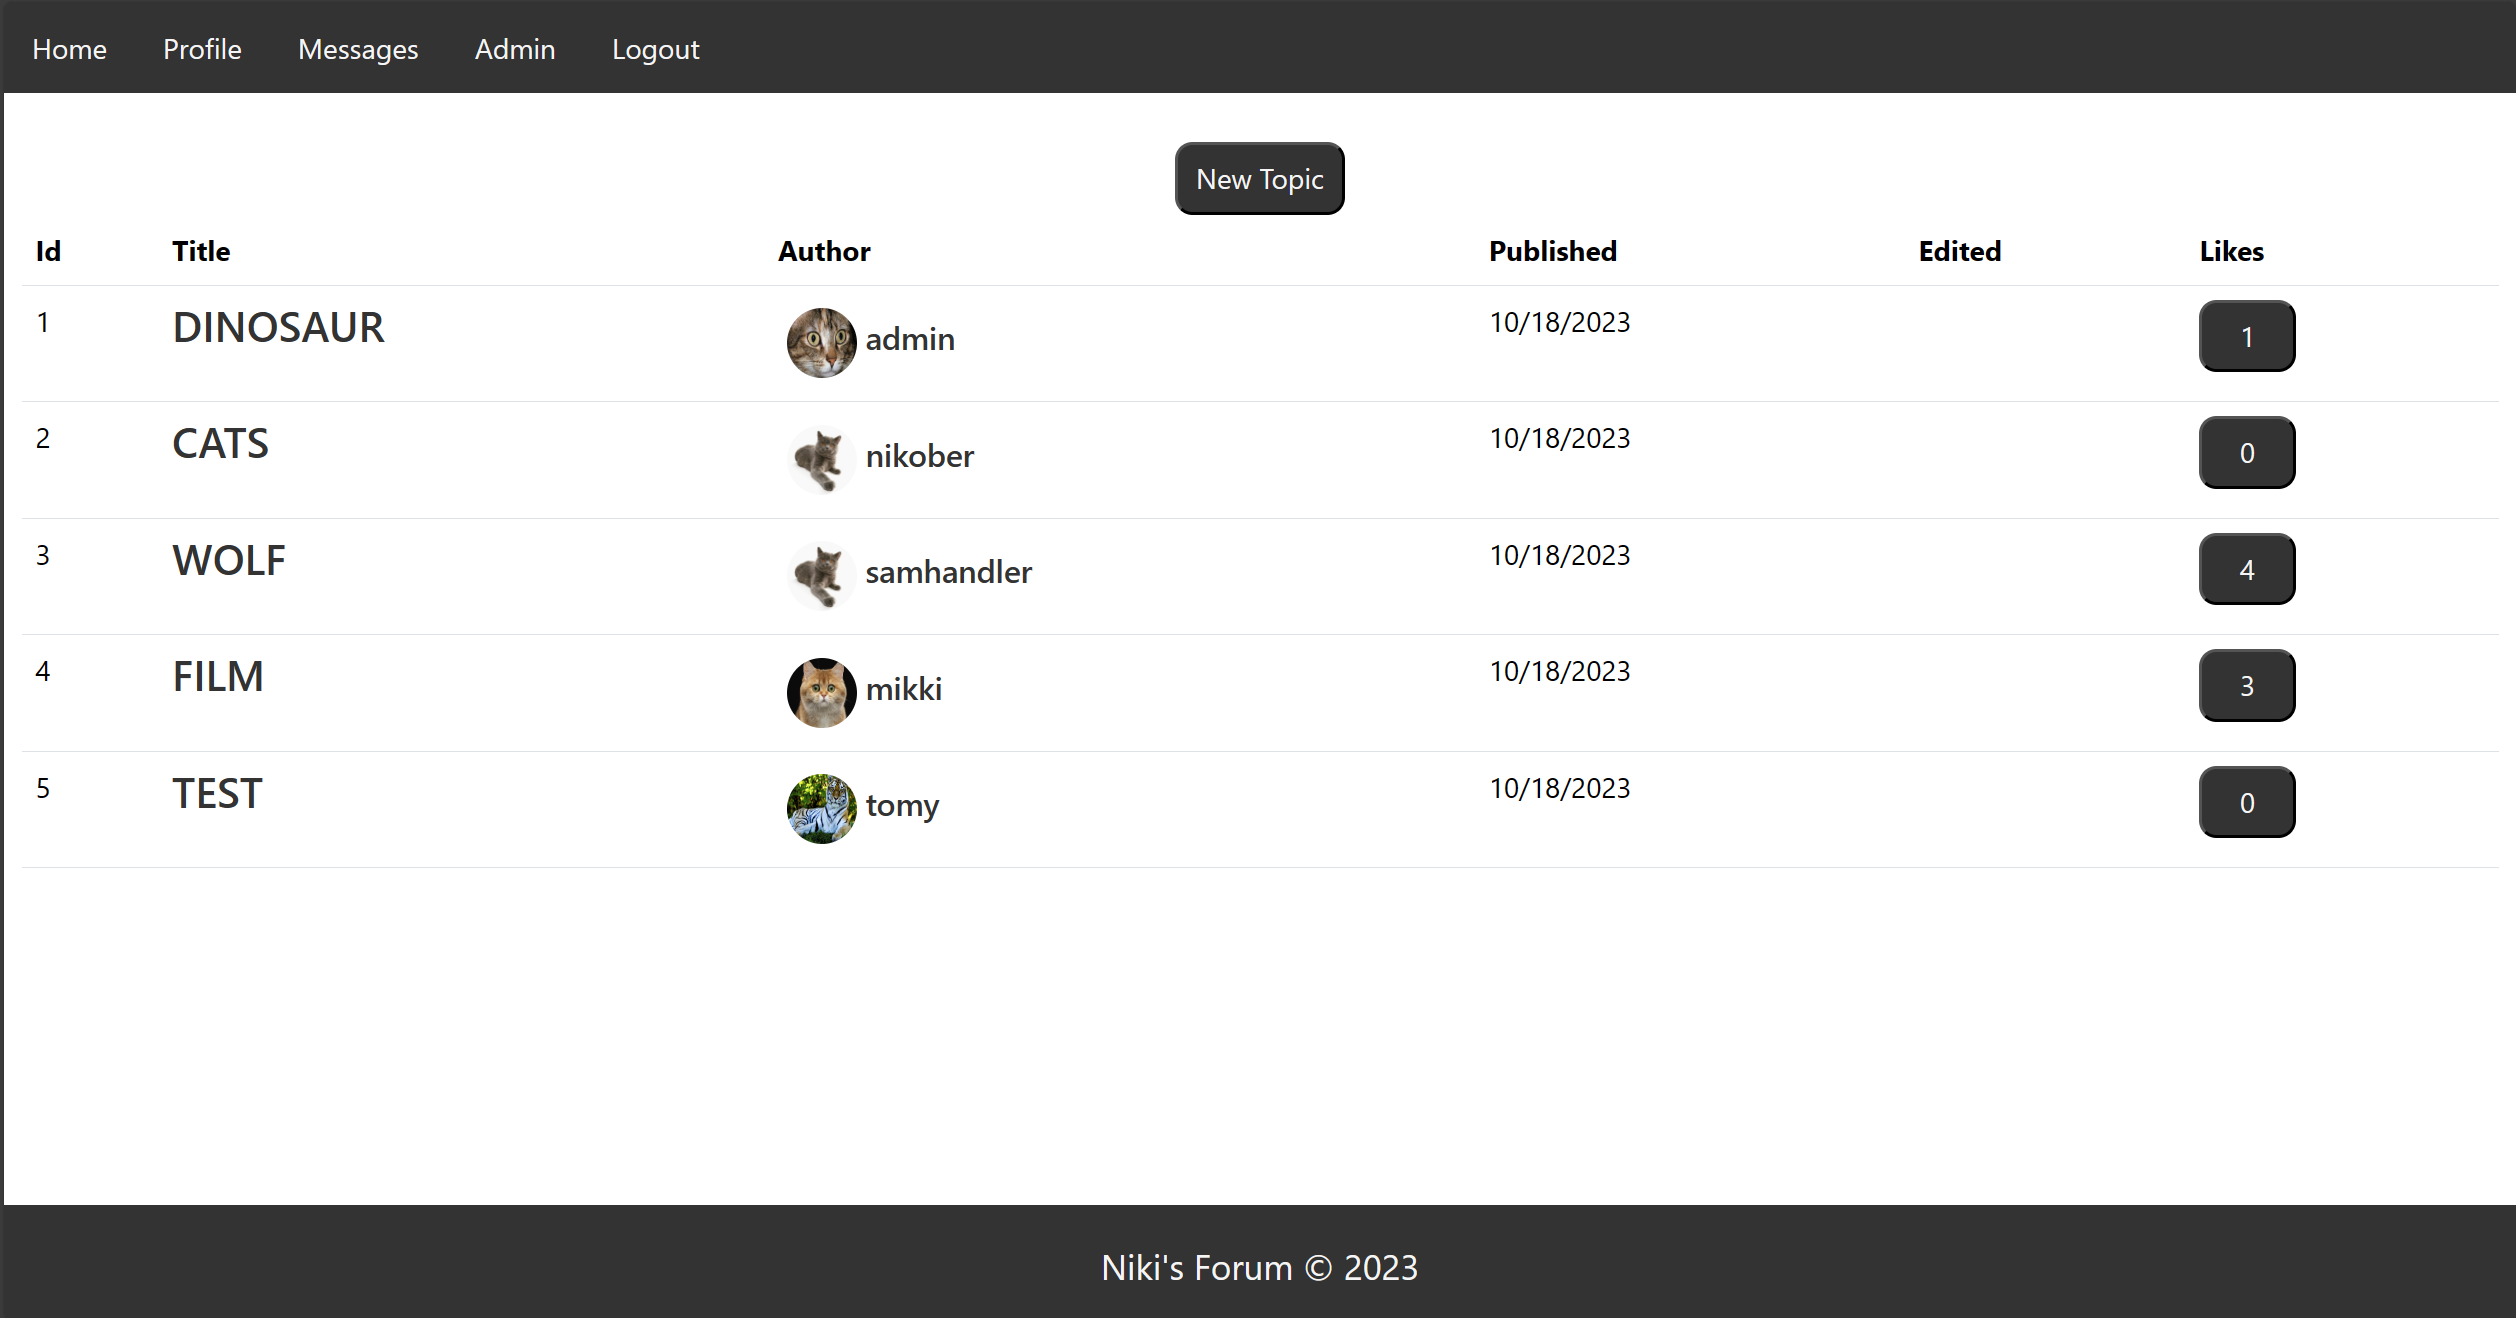 Home Profile Messages Admin Logout
New Topic
Id Title Author Published Edited Likes
1 DINOSAUR admin 10/18/2023 1
2 CATS nikober 10/18/2023 0
3 WOLF samhandler 10/18/2023 4
4 FILM mikki 10/18/2023 3
5 TEST tomy 10/18/2023 0
Niki's Forum © 2023